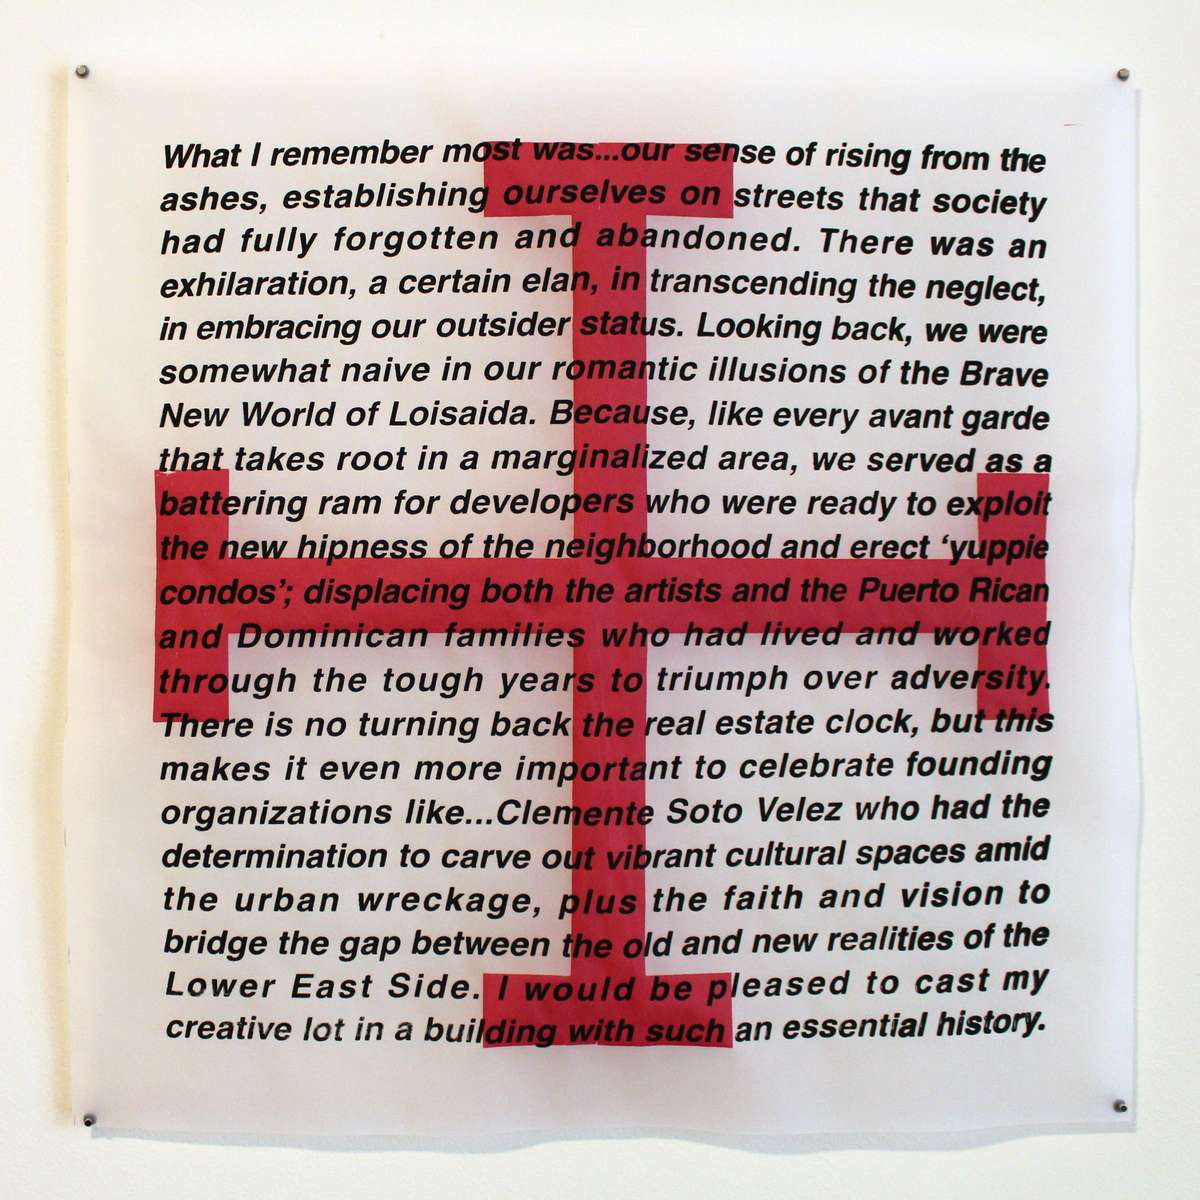 What I remember most was...our sense of rising from the
ashes, establishing ourselves on streets that society
had fully forgotten and abandoned. There was an
exhilaration, a certain elan, in transcending the neglect,
in embracing our outsider status. Looking back, we were
somewhat naive in our romantic illusions of the Brave
New World of Loisaida. Because, like every avant garde
that takes root in a marginalized area, we served as a
battering ram for developers who were ready to exploit
the new hipness of the neighborhood and erect ‘yuppie
condos’; displacing both the artists and the Puerto Rican
and Dominican families who had lived and worked
through the tough years to triumph over adversity.
There is no turning back the real estate clock, but this
makes it even more important to celebrate founding
organizations like...Clemente Soto Velez who had the
determination to carve out vibrant cultural spaces amid
the urban wreckage, plus the faith and vision to
bridge the gap between the old and new realities of the
Lower East Side. I would be pleased to cast my
creative lot in a building with such an essential history.